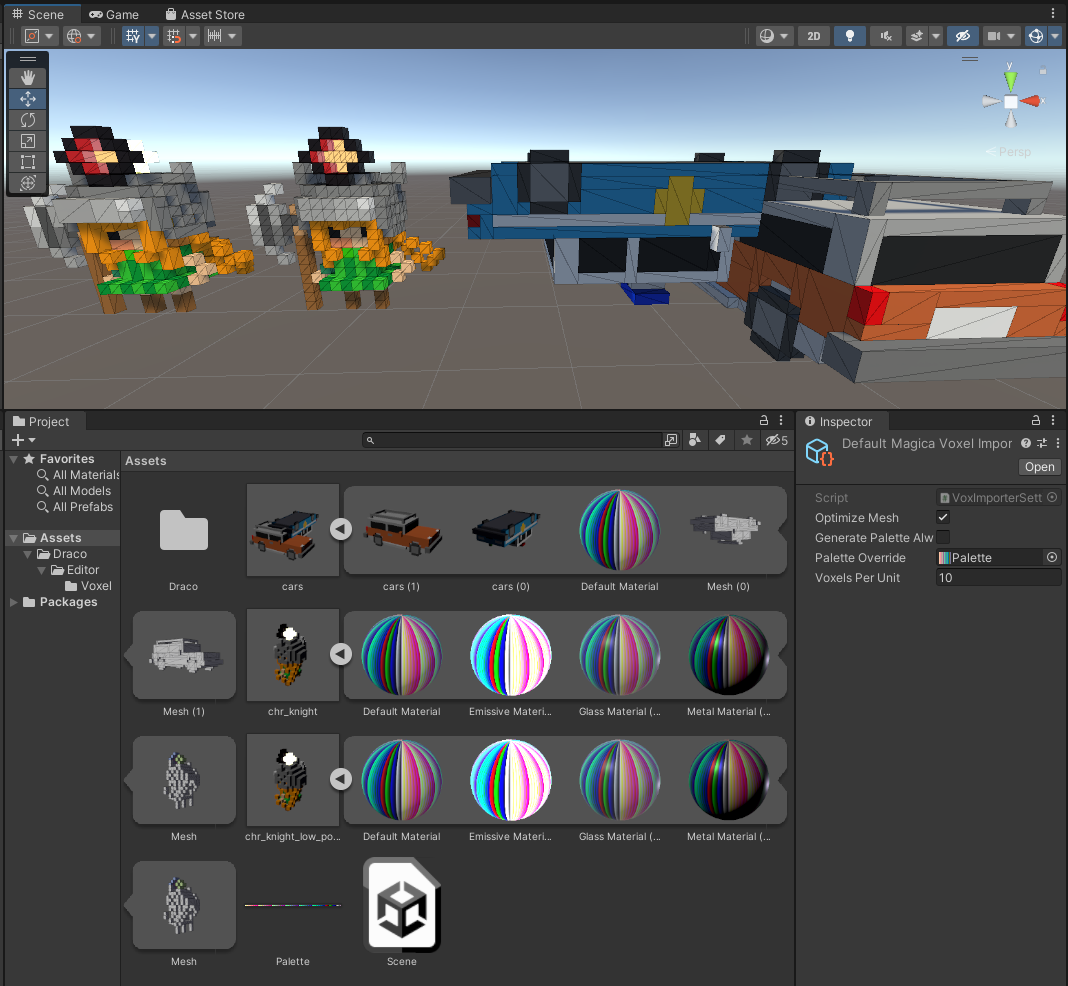 Scene Game Asset Store
2D
y
x
Persp
Project
5
Favorites
All Materials
All Models
All Prefabs
Assets
Draco
Editor
Voxel
Packages
Assets
Draco cars cars (1) cars (0) Default Material Mesh (0)
Mesh (1) chr_knight Default Material Emissive Materi... Glass Material (... Metal Material (...
Mesh chr_knight_low_po... Default Material Emissive Materi... Glass Material (... Metal Material (...
Mesh Palette Scene
Inspector
Default Magica Voxel Impor
Open
Script VoxImporterSett
Optimize Mesh
Generate Palette Alw
Palette Override Palette
Voxels Per Unit 10